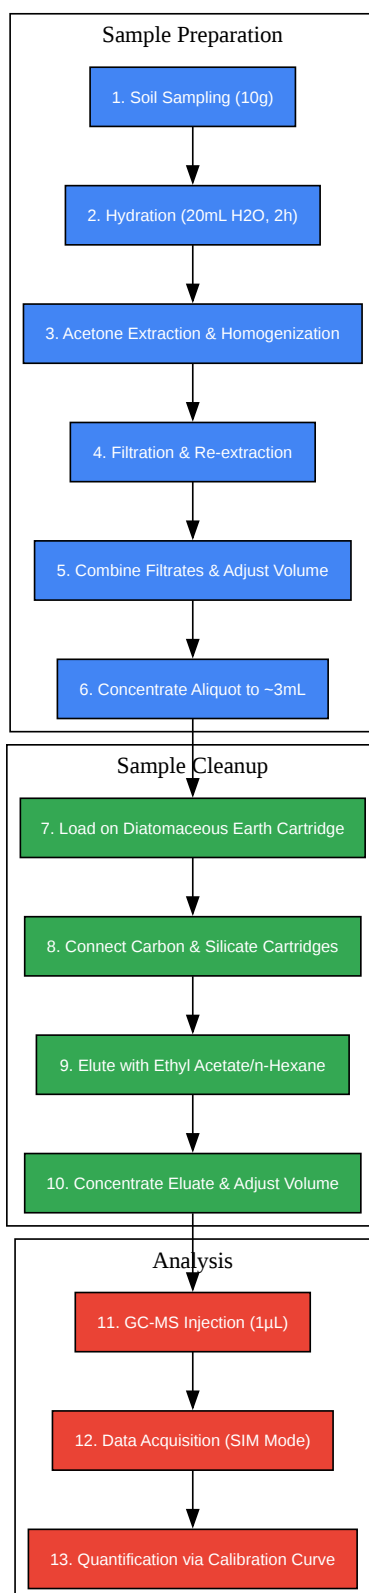 Sample Preparation
1. Soil Sampling (10g)
2. Hydration (20mL H2O, 2h)
3. Acetone Extraction & Homogenization
4. Filtration & Re-extraction
5. Combine Filtrates & Adjust Volume
6. Concentrate Aliquot to ~3mL
Sample Cleanup
7. Load on Diatomaceous Earth Cartridge
8. Connect Carbon & Silicate Cartridges
9. Elute with Ethyl Acetate/n-Hexane
10. Concentrate Eluate & Adjust Volume
Analysis
11. GC-MS Injection (1µL)
12. Data Acquisition (SIM Mode)
13. Quantification via Calibration Curve